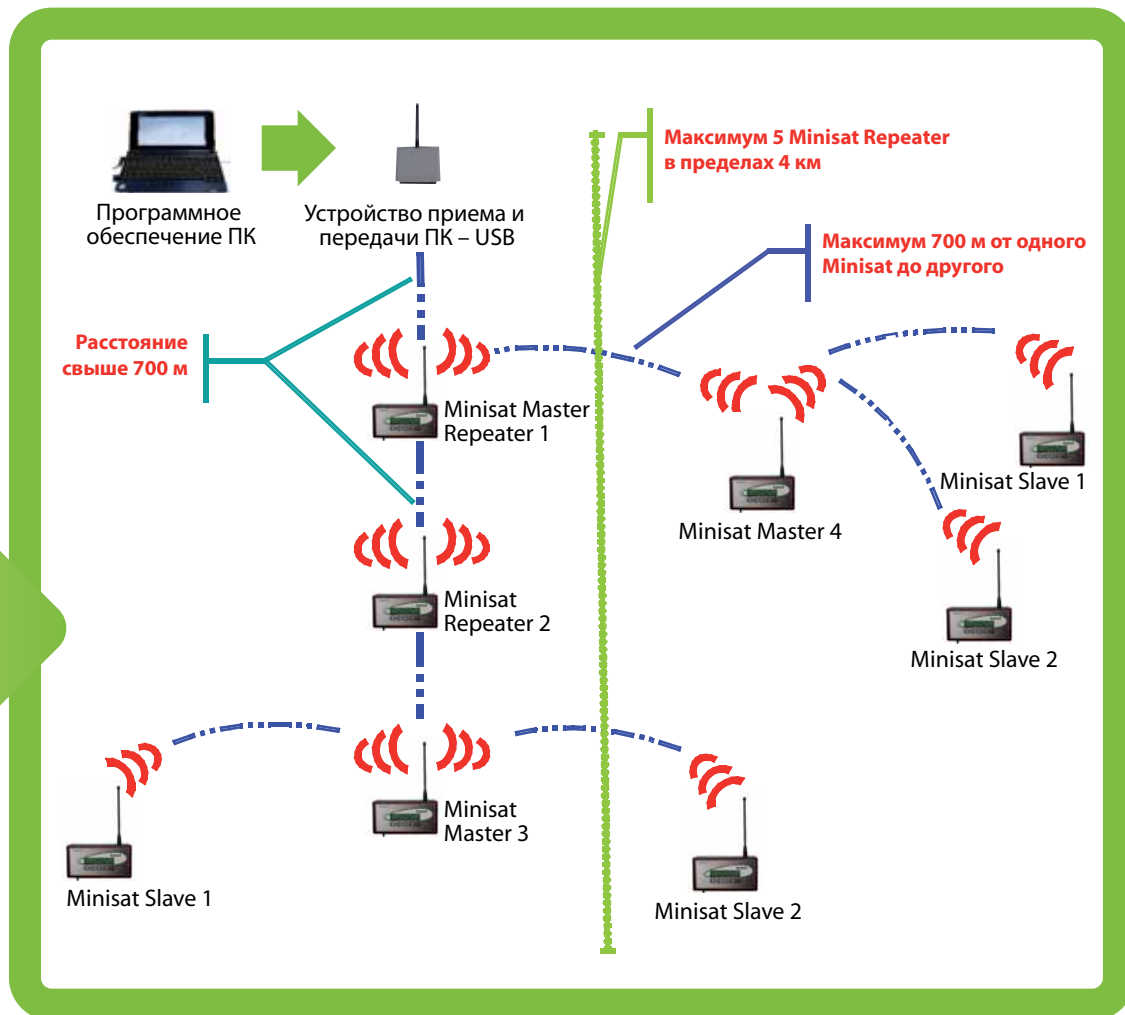 Программное
обеспечение ПК
Устройство приема и
передачи ПК – USB
Максимум 5 Minisat Repeater
в пределах 4 км
Максимум 700 м от одного
Minisat до другого
Расстояние
свыше 700 м
Minisat Master
Repeater 1
Minisat Master 4
Minisat Slave 1
Minisat
Repeater 2
Minisat Slave 2
Minisat
Master 3
Minisat Slave 1
Minisat Slave 2